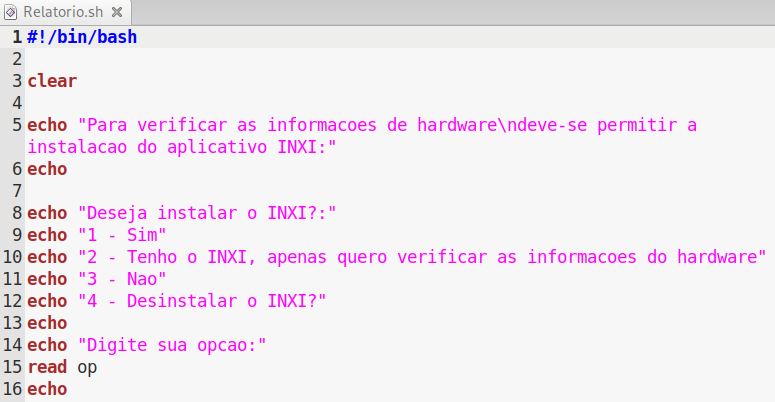 Relatorio.sh
1 #!/bin/bash
2
3 clear
4
5 echo "Para verificar as informacoes de hardware\ndeve-se permitir a
instalacao do aplicativo INXI:"
6 echo
7
8 echo "Deseja instalar o INXI?:"
9 echo "1 - Sim"
10 echo "2 - Tenho o INXI, apenas quero verificar as informacoes do hardware"
11 echo "3 - Nao"
12 echo "4 - Desinstalar o INXI?"
13 echo
14 echo "Digite sua opcao:"
15 read op
16 echo